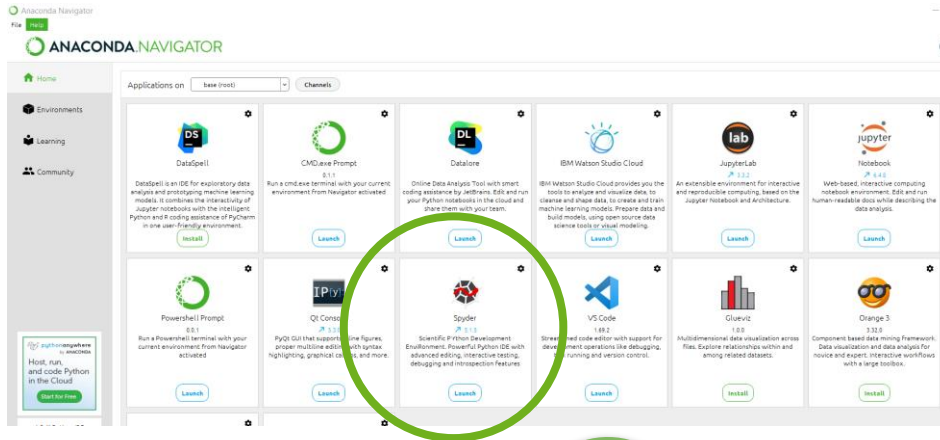 Anaconda Navigator
File Help
ANACONDA.NAVIGATOR
Home
Environments
Learning
Community
Applications on base (root) Channels
DS
DataSpell
DataSpell is an IDE for exploratory data
analysis and prototyping machine learning
models. It combines the interactivity of
Jupyter notebooks with the intelligent
Python and R coding assistance of PyCharm
in one user-friendly environment.
Install
CMD.exe Prompt
0.1.1
Run a cmd.exe terminal with your current
environment from Navigator activated
Launch
DL
Datalore
Online Data Analysis Tool with smart
coding assistance by JetBrains. Edit and run
your Python notebooks in the cloud and
share them with your team.
Launch
IBM Watson Studio Cloud
IBM Watson Studio Cloud provides you the
tools to analyze and visualize data, to
cleanse and shape data, to create and train
machine learning models. Prepare data and
build models, using open source data
science tools or visual modeling.
Launch
lab
JupyterLab
3.3.2
An extensible environment for interactive
and reproducible computing, based on the
Jupyter Notebook and Architecture.
Launch
jupyter
Notebook
6.4.8
Web-based, interactive computing
notebook environment. Edit and run
human-readable docs while describing the
data analysis.
Launch
Powershell Prompt
0.0.1
Run a Powershell terminal with your
current environment from Navigator
activated
Launch
IP[y]:
Qt Conso
PyQt GUI that supports line figures,
proper multiline editing with syntax
highlighting, graphical and more.
Launch
Spyder
5.1.5
Scientific PYthon Development
EnviRonment. Powerful Python IDE with
advanced editing, interactive testing,
debugging and introspection features
Launch
VS Code
1.69.2
Streamlined code editor with support for
development operations like debugging,
running and version control.
Launch
Glueviz
1.0.0
Multidimensional data visualization across
files. Explore relationships within and
among related datasets.
Install
Orange 3
3.32.0
Component based data mining framework.
Data visualization and data analysis for
novice and expert. Interactive workflows
with a large toolbox.
Install
pythonanywhere
by ANACONDA
Host, run,
and code Python
in the Cloud
Start for Free